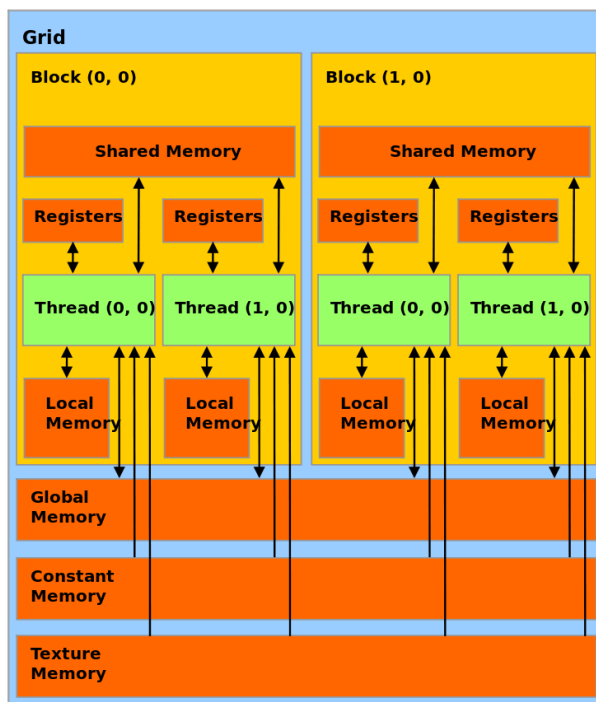 Grid
Block (0, 0)
Block (1, 0)
Shared Memory
Shared Memory
Registers
Registers
Registers
Registers
Thread (0, 0)
Thread (1, 0)
Thread (0, 0)
Thread (1, 0)
Local
Memory
Local
Memory
Local
Memory
Local
Memory
Global
Memory
Constant
Memory
Texture
Memory